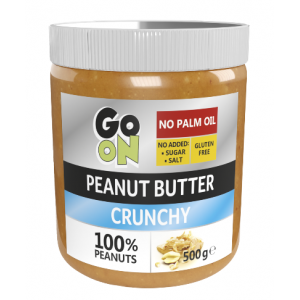 GO
ON
NO PALM OIL
NO ADDED:
• SUGAR
• SALT
GLUTEN
FREE
PEANUT BUTTER
CRUNCHY
100%
PEANUTS
500g℮